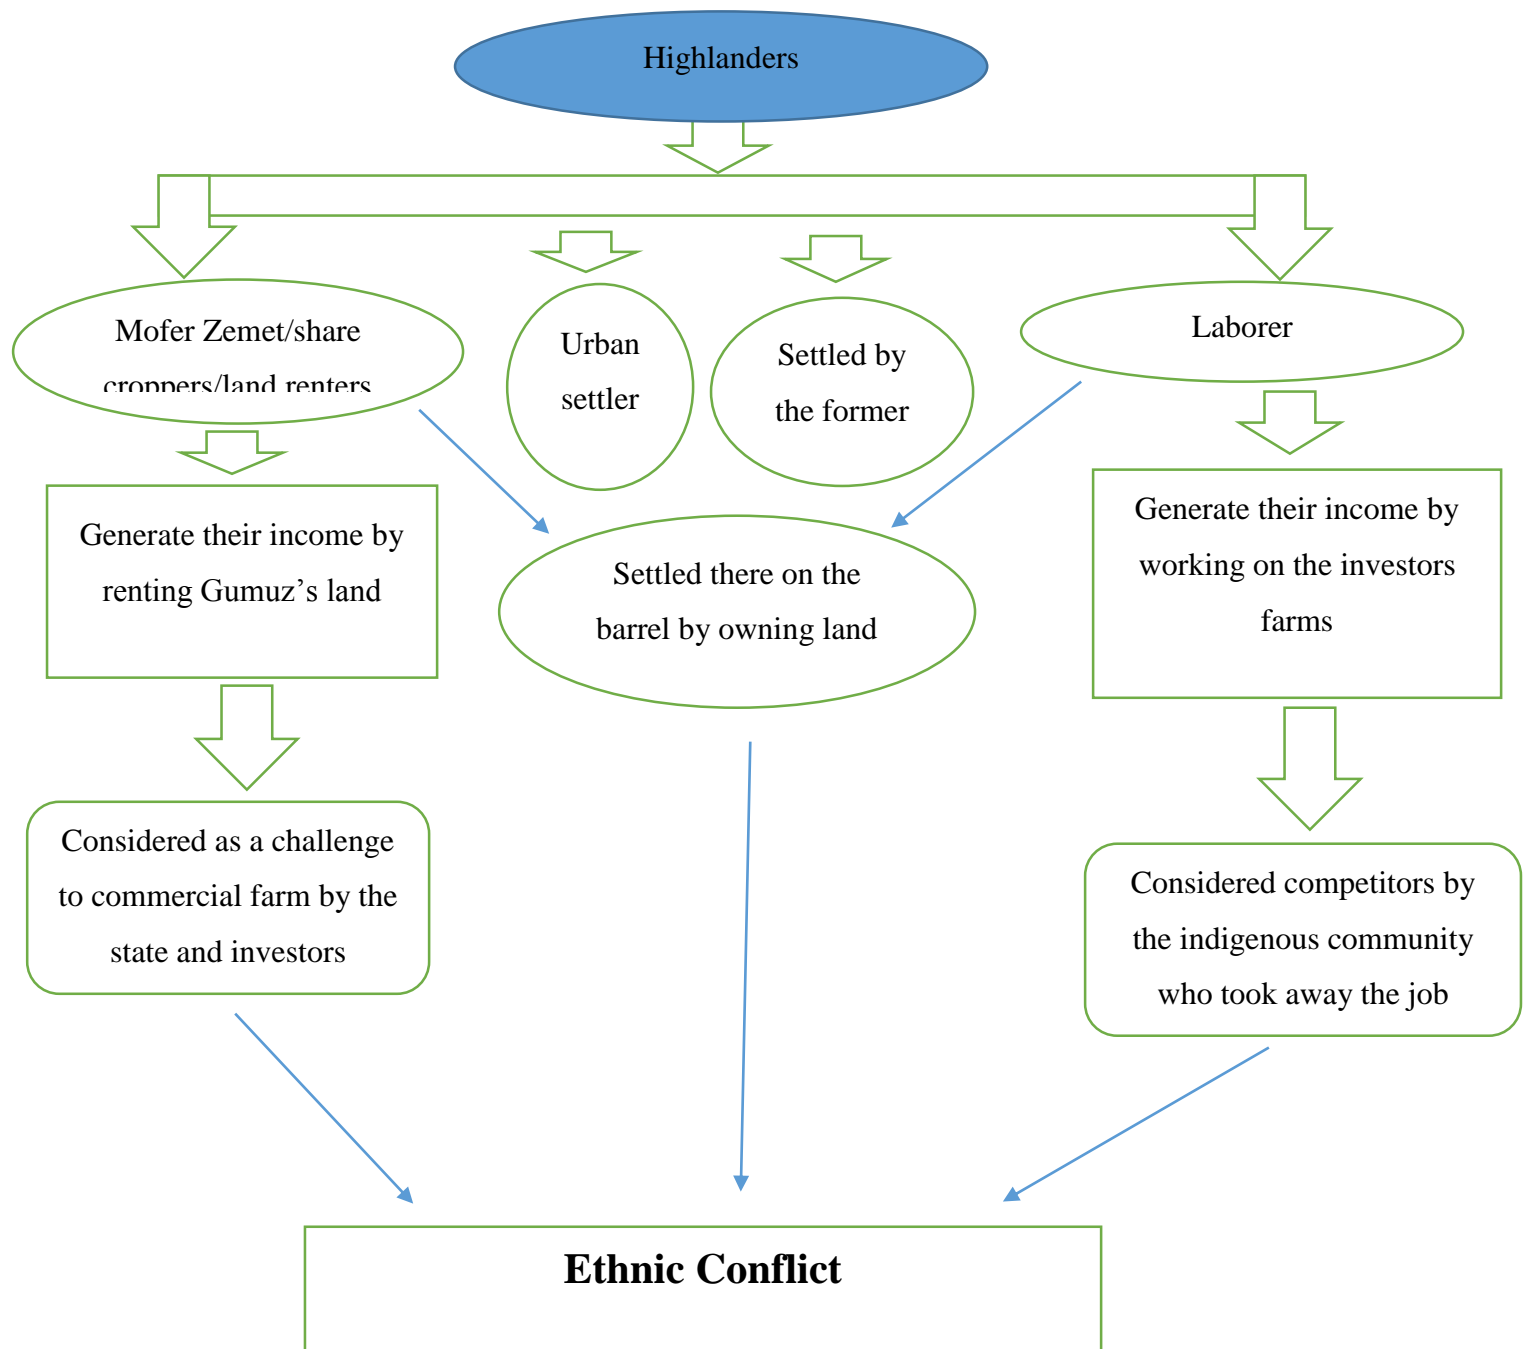 Highlanders
Mofer Zemet/share
croppers/land renters
Urban
settler
Settled by
the former
Laborer
Generate their income by
renting Gumuz’s land
Settled there on the
barrel by owning land
Generate their income by
working on the investors
farms
Considered as a challenge
to commercial farm by the
state and investors
Considered competitors by
the indigenous community
who took away the job
Ethnic Conflict